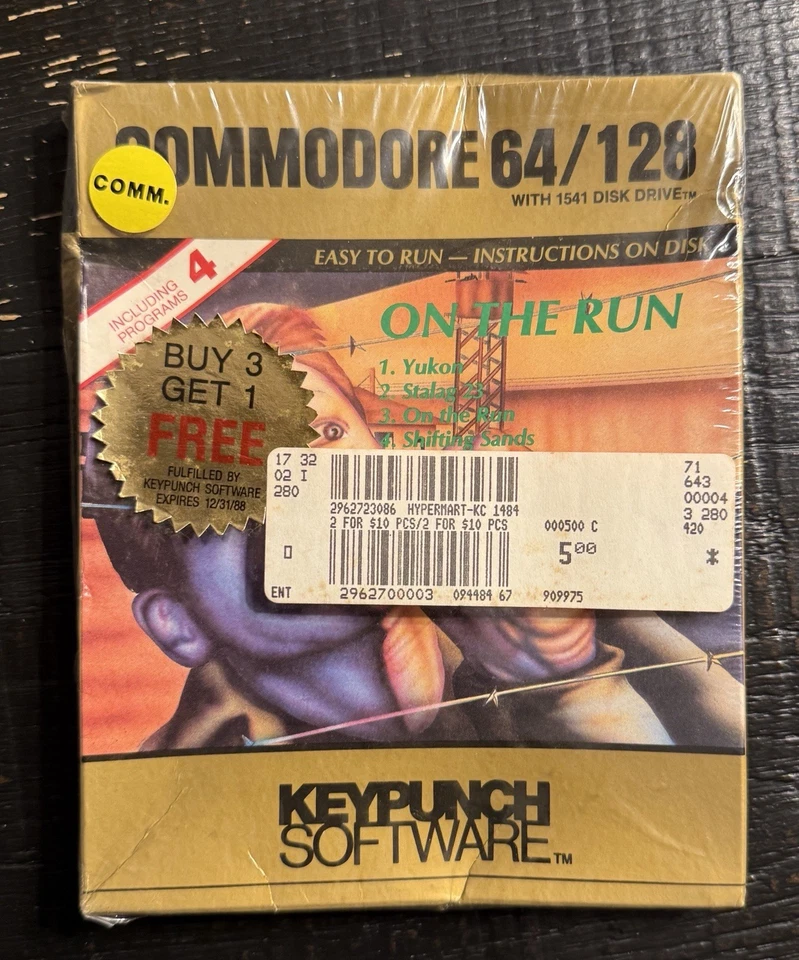 COMMODORE 64/128
WITH 1541 DISK DRIVE™
COMM.
EASY TO RUN — INSTRUCTIONS ON DISK
INCLUDING 4
PROGRAMS
ON THE RUN
1. Yukon
2. Stalag 23
3. On the Run
4. Shifting Sands
BUY 3
GET 1
FREE
FULFILLED BY
KEYPUNCH SOFTWARE
EXPIRES 12/31/88
17 32
02 I
280
71
643
00004
3 280
420
2962723086 HYPERMART-KC 1484
2 FOR $10 PCS/2 FOR $10 PCS
000500 C
5⁰⁰
*
ENT
2962700003 094484 67 909975
KEYPUNCH
SOFTWARE™